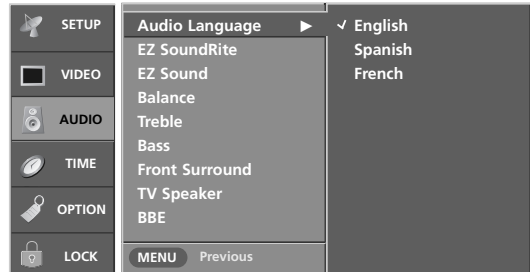 SETUP
VIDEO
AUDIO
TIME
OPTION
LOCK
Audio Language
EZ SoundRite
EZ Sound
Balance
Treble
Bass
Front Surround
TV Speaker
BBE
MENU Previous
English
Spanish
French